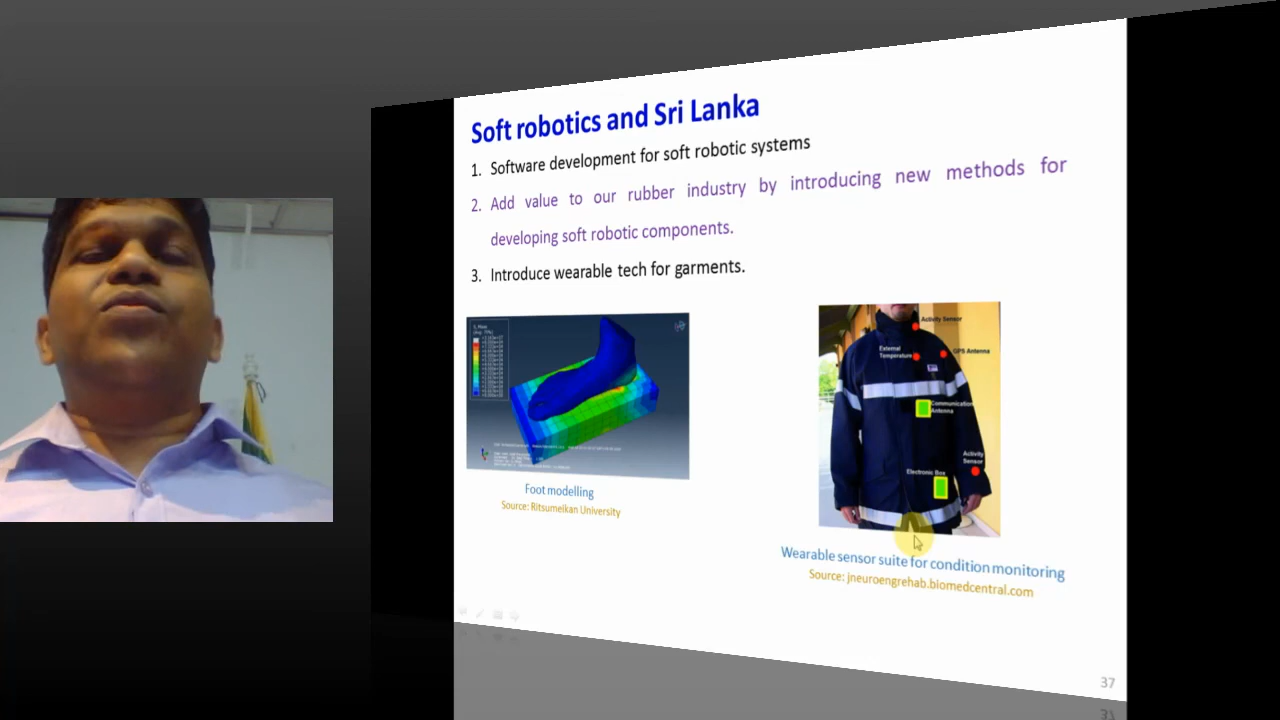 Soft robotics and Sri Lanka
1. Software development for soft robotic systems
2. Add value to our rubber industry by introducing new methods for
developing soft robotic components.
3. Introduce wearable tech for garments.
Activity Sensor
External
Temperature
GPS Antenna
Communication
Antenna
Activity
Sensor
Electronic Box
Foot modelling
Source: Ritsumeikan University
Wearable sensor suite for condition monitoring
Source: jneuroengrehab.biomedcentral.com
37